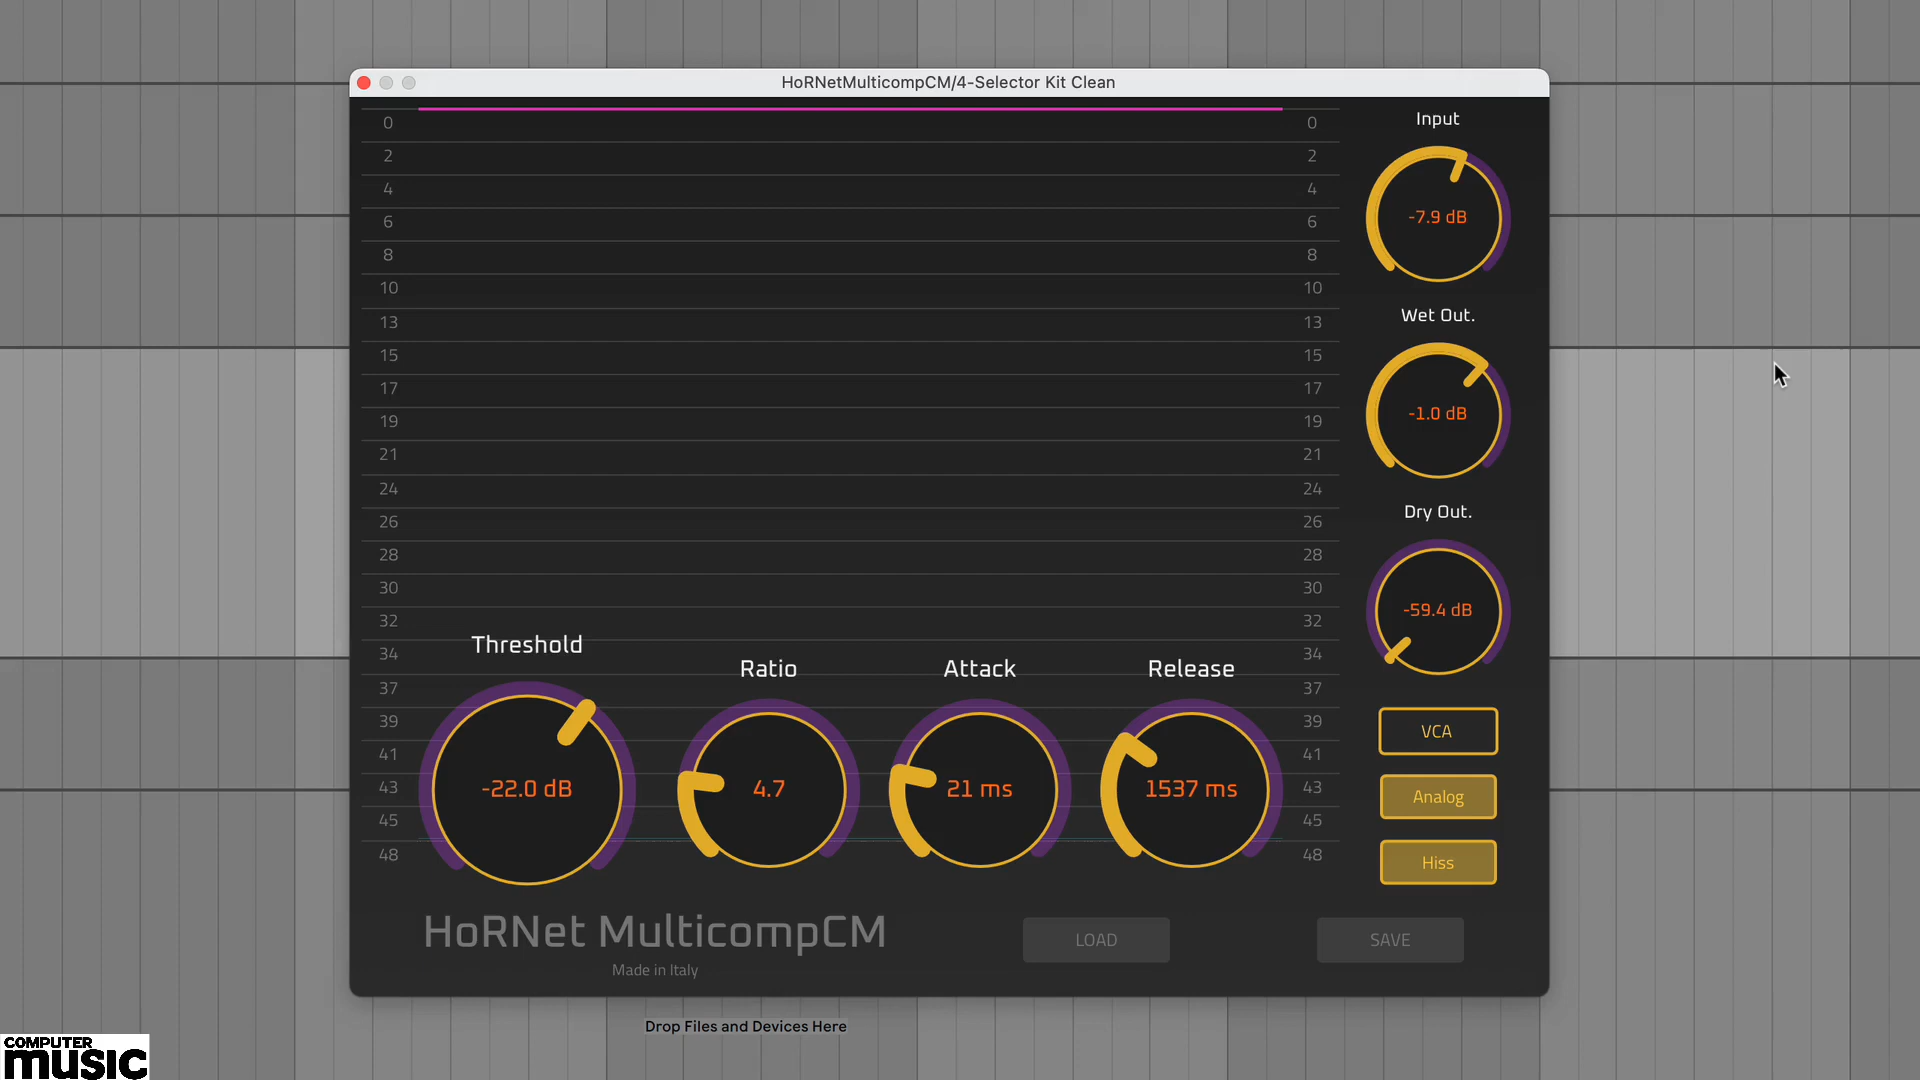 HoRNetMulticompCM/4-Selector Kit Clean
0 0
2 2
4 4
6 6
8 8
10 10
13 13
15 15
17 17
19 19
21 21
24 24
26 26
28 28
30 30
32 32
34 34
37 37
39 39
41 41
43 43
45 45
48 48
Input
-7.9 dB
Wet Out.
-1.0 dB
Dry Out.
-59.4 dB
Threshold
-22.0 dB
Ratio
4.7
Attack
21 ms
Release
1537 ms
VCA
Analog
Hiss
HoRNet MulticompCM
Made in Italy
LOAD
SAVE
Drop Files and Devices Here
COMPUTER
music